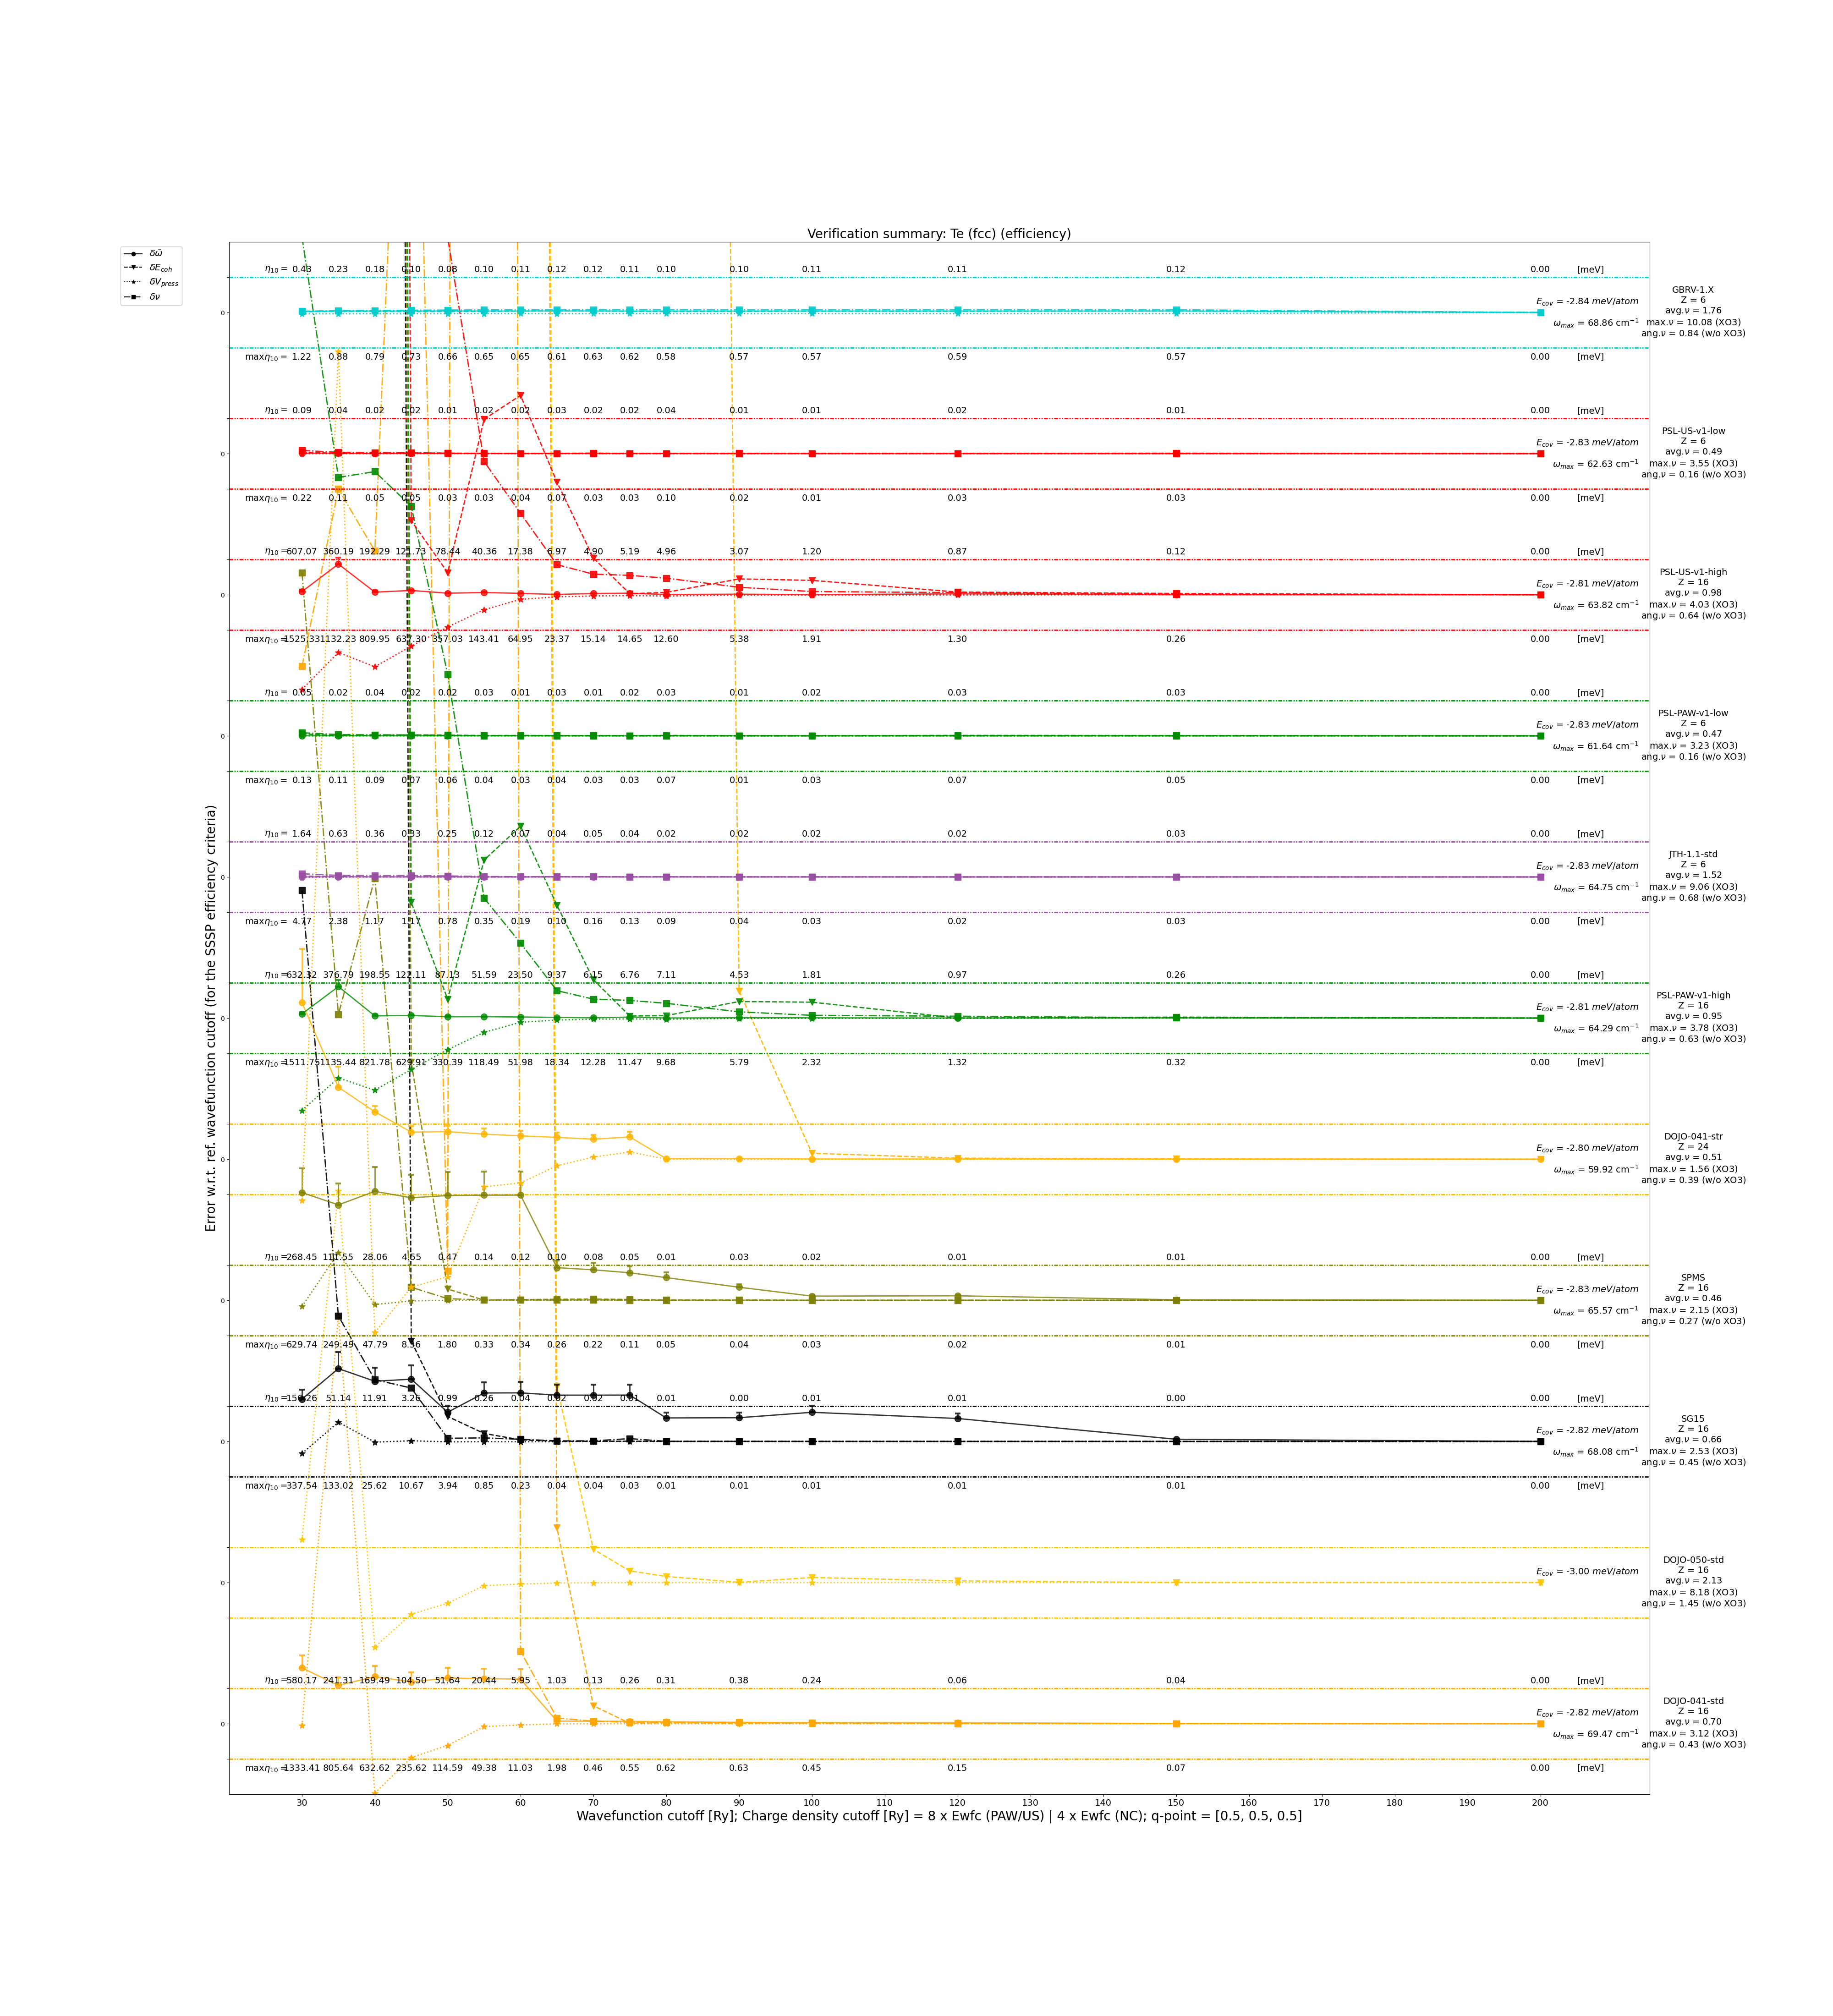 Verification summary: Te (fcc) (efficiency)
δω̄
δE_coh
δV_press
δν
η₁₀ = 0.43 0.23 0.18 0.10 0.08 0.10 0.11 0.12 0.12 0.11 0.10 0.10 0.11 0.11 0.12 0.00 [meV]
0
E_cov = -2.84 meV/atom
ω_max = 68.86 cm⁻¹
GBRV-1.X
Z = 6
avg.ν = 1.76
max.ν = 10.08 (XO3)
ang.ν = 0.84 (w/o XO3)
maxη₁₀ = 1.22 0.88 0.79 0.73 0.66 0.65 0.65 0.61 0.63 0.62 0.58 0.57 0.57 0.59 0.57 0.00 [meV]
η₁₀ = 0.09 0.04 0.02 0.02 0.01 0.02 0.02 0.03 0.02 0.02 0.04 0.01 0.01 0.02 0.01 0.00 [meV]
0
E_cov = -2.83 meV/atom
ω_max = 62.63 cm⁻¹
PSL-US-v1-low
Z = 6
avg.ν = 0.49
max.ν = 3.55 (XO3)
ang.ν = 0.16 (w/o XO3)
maxη₁₀ = 0.22 0.11 0.05 0.05 0.03 0.03 0.04 0.07 0.03 0.03 0.10 0.02 0.01 0.03 0.03 0.00 [meV]
η₁₀ = 607.07 360.19 192.29 121.73 78.44 40.36 17.38 6.97 4.90 5.19 4.96 3.07 1.20 0.87 0.12 0.00 [meV]
0
E_cov = -2.81 meV/atom
ω_max = 63.82 cm⁻¹
PSL-US-v1-high
Z = 16
avg.ν = 0.98
max.ν = 4.03 (XO3)
ang.ν = 0.64 (w/o XO3)
maxη₁₀ = 1525.33 1132.23 809.95 637.30 357.03 143.41 64.95 23.37 15.14 14.65 12.60 5.38 1.91 1.30 0.26 0.00 [meV]
η₁₀ = 0.05 0.02 0.04 0.02 0.02 0.03 0.01 0.03 0.01 0.02 0.03 0.01 0.02 0.03 0.03 0.00 [meV]
0
E_cov = -2.83 meV/atom
ω_max = 61.64 cm⁻¹
PSL-PAW-v1-low
Z = 6
avg.ν = 0.47
max.ν = 3.23 (XO3)
ang.ν = 0.16 (w/o XO3)
maxη₁₀ = 0.13 0.11 0.09 0.07 0.06 0.04 0.03 0.04 0.03 0.03 0.07 0.01 0.03 0.07 0.05 0.00 [meV]
η₁₀ = 1.64 0.63 0.36 0.33 0.25 0.12 0.07 0.04 0.05 0.04 0.02 0.02 0.02 0.02 0.03 0.00 [meV]
0
E_cov = -2.83 meV/atom
ω_max = 64.75 cm⁻¹
JTH-1.1-std
Z = 6
avg.ν = 1.52
max.ν = 9.06 (XO3)
ang.ν = 0.68 (w/o XO3)
maxη₁₀ = 4.77 2.38 1.17 1.17 0.78 0.35 0.19 0.10 0.16 0.13 0.09 0.04 0.03 0.02 0.03 0.00 [meV]
η₁₀ = 632.32 376.79 198.55 122.11 87.13 51.59 23.50 9.37 6.15 6.76 7.11 4.53 1.81 0.97 0.26 0.00 [meV]
0
E_cov = -2.81 meV/atom
ω_max = 64.29 cm⁻¹
PSL-PAW-v1-high
Z = 16
avg.ν = 0.95
max.ν = 3.78 (XO3)
ang.ν = 0.63 (w/o XO3)
maxη₁₀ = 1511.75 1135.44 821.78 629.91 330.39 118.49 51.98 18.34 12.28 11.47 9.68 5.79 2.32 1.32 0.32 0.00 [meV]
0
E_cov = -2.80 meV/atom
ω_max = 59.92 cm⁻¹
DOJO-041-str
Z = 24
avg.ν = 0.51
max.ν = 1.56 (XO3)
ang.ν = 0.39 (w/o XO3)
η₁₀ = 268.45 111.55 28.06 4.65 0.47 0.14 0.12 0.10 0.08 0.05 0.01 0.03 0.02 0.01 0.01 0.00 [meV]
0
E_cov = -2.83 meV/atom
ω_max = 65.57 cm⁻¹
SPMS
Z = 16
avg.ν = 0.46
max.ν = 2.15 (XO3)
ang.ν = 0.27 (w/o XO3)
maxη₁₀ = 629.74 249.49 47.79 8.56 1.80 0.33 0.34 0.26 0.22 0.11 0.05 0.04 0.03 0.02 0.01 0.00 [meV]
η₁₀ = 51.14 11.91 3.26 0.99 0.26 0.04 0.02 0.02 0.01 0.01 0.00 0.01 0.01 0.00 0.00 [meV]
0
E_cov = -2.82 meV/atom
ω_max = 68.08 cm⁻¹
SG15
Z = 16
avg.ν = 0.66
max.ν = 2.53 (XO3)
ang.ν = 0.45 (w/o XO3)
maxη₁₀ = 337.54 133.02 25.62 10.67 3.94 0.85 0.23 0.04 0.04 0.03 0.01 0.01 0.01 0.01 0.01 0.00 [meV]
0
E_cov = -3.00 meV/atom
DOJO-050-std
Z = 16
avg.ν = 2.13
max.ν = 8.18 (XO3)
ang.ν = 1.45 (w/o XO3)
η₁₀ = 580.17 241.31 169.49 104.50 51.64 20.44 5.95 1.03 0.13 0.26 0.31 0.38 0.24 0.06 0.04 0.00 [meV]
0
E_cov = -2.82 meV/atom
ω_max = 69.47 cm⁻¹
DOJO-041-std
Z = 16
avg.ν = 0.70
max.ν = 3.12 (XO3)
ang.ν = 0.43 (w/o XO3)
maxη₁₀ = 1333.41 805.64 632.62 235.62 114.59 49.38 11.03 1.98 0.46 0.55 0.62 0.63 0.45 0.15 0.07 0.00 [meV]
30 40 50 60 70 80 90 100 110 120 130 140 150 160 170 180 190 200
Wavefunction cutoff [Ry]; Charge density cutoff [Ry] = 8 x Ewfc (PAW/US) | 4 x Ewfc (NC); q-point = [0.5, 0.5, 0.5]
Error w.r.t. ref. wavefunction cutoff (for the SSSP efficiency criteria)